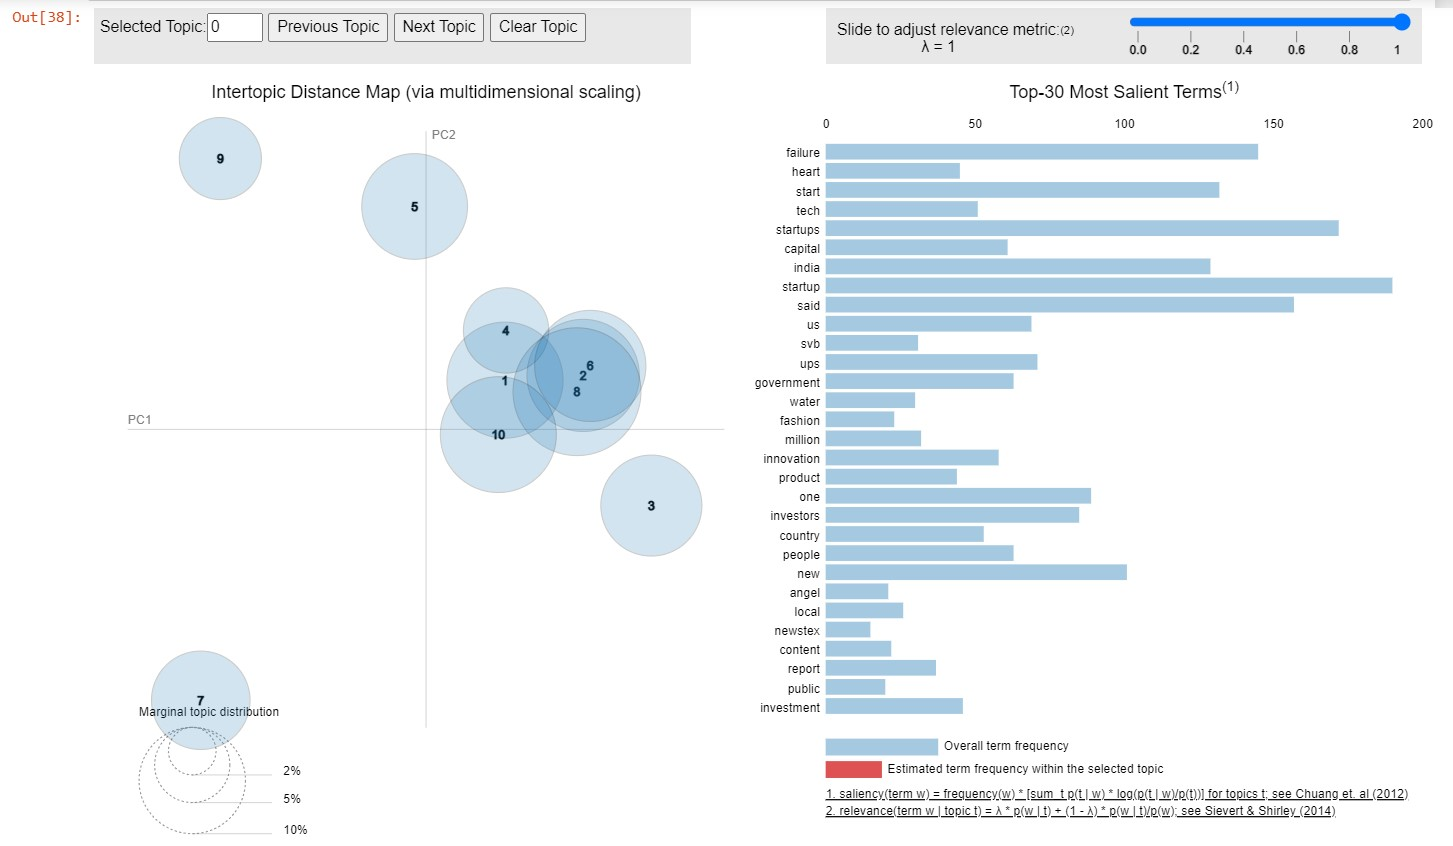 Out[38]:
Selected Topic: 0 Previous Topic Next Topic Clear Topic
Slide to adjust relevance metric:(2)
λ = 1
0.0 0.2 0.4 0.6 0.8 1
Intertopic Distance Map (via multidimensional scaling)
PC2
PC1
9
5
4
6
2
1
8
10
3
7
Marginal topic distribution
2%
5%
10%
Top-30 Most Salient Terms(1)
0 50 100 150 200
failure
heart
start
tech
startups
capital
india
startup
said
us
svb
ups
government
water
fashion
million
innovation
product
one
investors
country
people
new
angel
local
newstex
content
report
public
investment
Overall term frequency
Estimated term frequency within the selected topic
1. saliency(term w) = frequency(w) * [sum_t p(t | w) * log(p(t | w)/p(t))] for topics t; see Chuang et. al (2012)
2. relevance(term w | topic t) = λ * p(w | t) + (1 - λ) * p(w | t)/p(w); see Sievert & Shirley (2014)